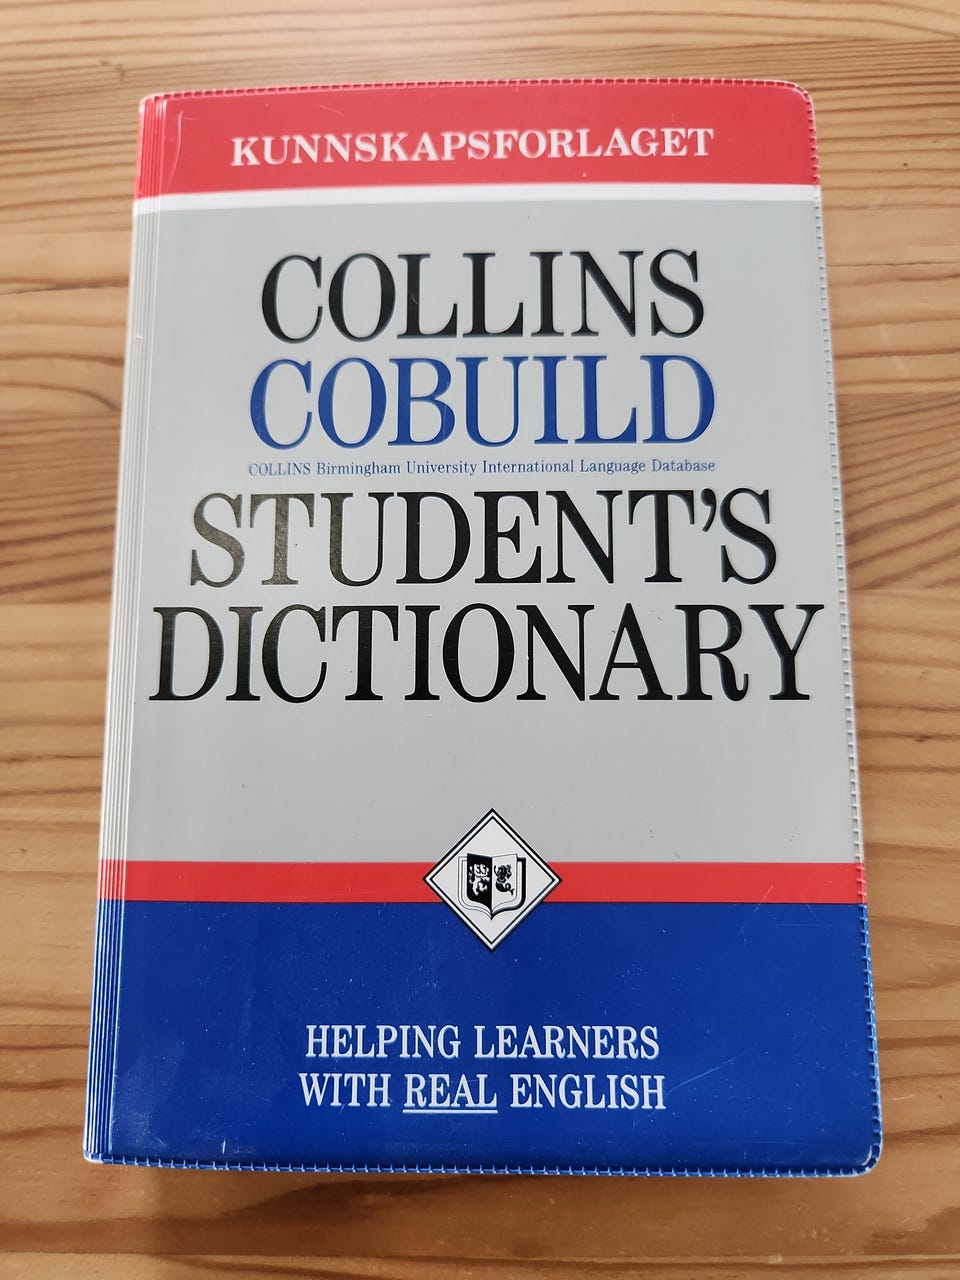 KUNNSKAPSFORLAGET
COLLINS
COBUILD
COLLINS Birmingham University International Language Database
STUDENT'S
DICTIONARY
HELPING LEARNERS
WITH REAL ENGLISH